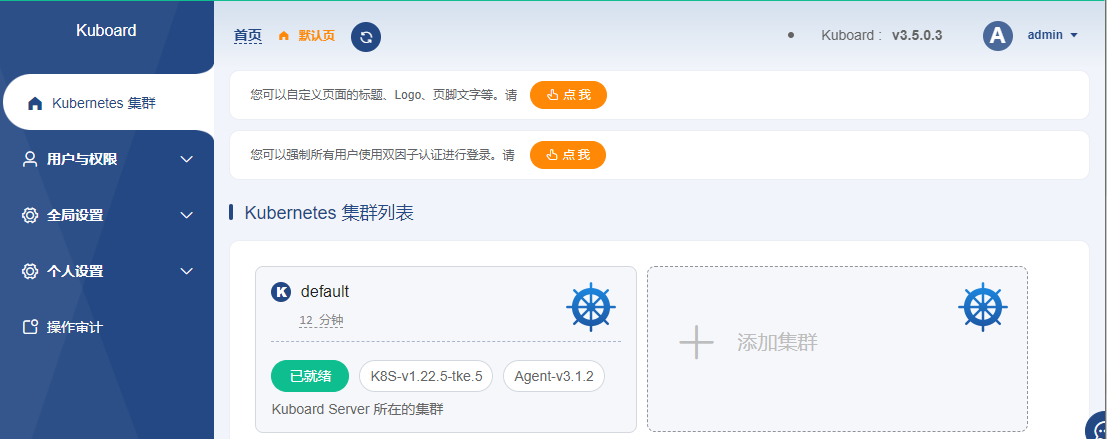 Kuboard
首页 默认页 Kuboard : v3.5.0.3 A admin
Kubernetes 集群
用户与权限
全局设置
个人设置
操作审计
您可以自定义页面的标题、Logo、页脚文字等。请 点 我
您可以强制所有用户使用双因子认证进行登录。请 点 我
Kubernetes 集群列表
K default
12 分钟
已就绪 K8S-v1.22.5-tke.5 Agent-v3.1.2
Kuboard Server 所在的集群
添加集群